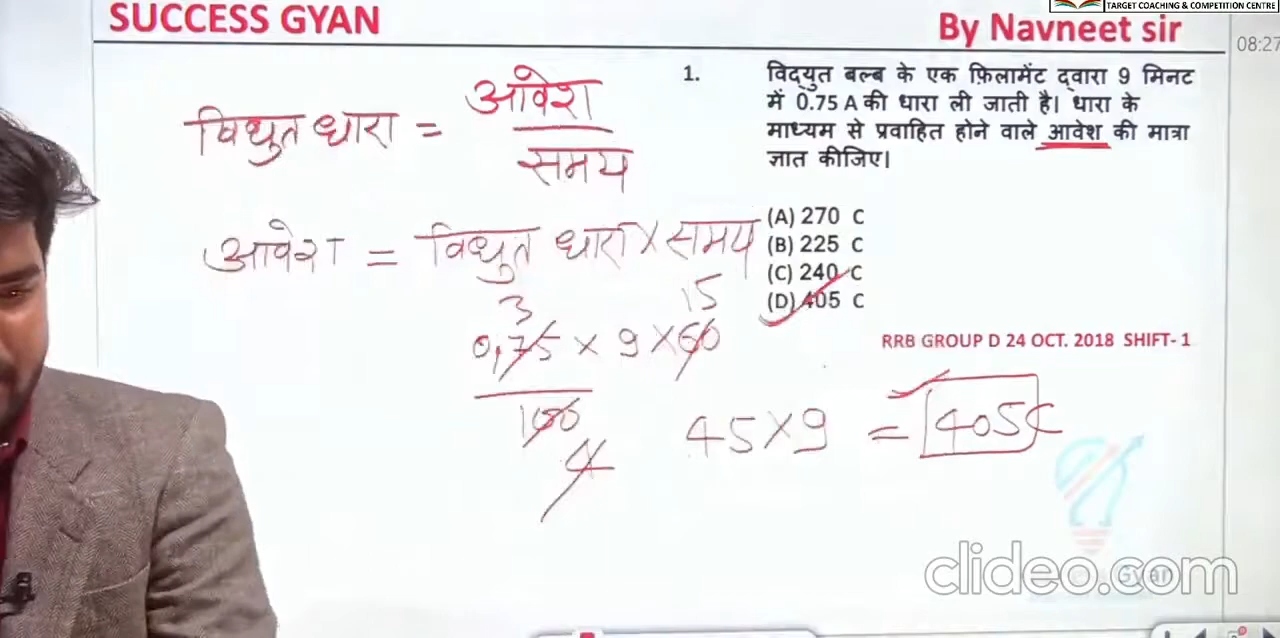 TARGET COACHING & COMPETITION CENTRE
SUCCESS GYAN
By Navneet sir
08:27
विद्युत धारा = आवेश
समय
आवेश = विद्युत धारा × समय
3 15
0.75 × 9 × 60
100
4
45 × 9 = 405C
1. विद्युत बल्ब के एक फ़िलामेंट द्वारा 9 मिनट
में 0.75 A की धारा ली जाती है। धारा के
माध्यम से प्रवाहित होने वाले आवेश की मात्रा
ज्ञात कीजिए।
(A) 270 C
(B) 225 C
(C) 240 C
(D) 405 C
RRB GROUP D 24 OCT. 2018 SHIFT- 1
Gyan
clideo.com